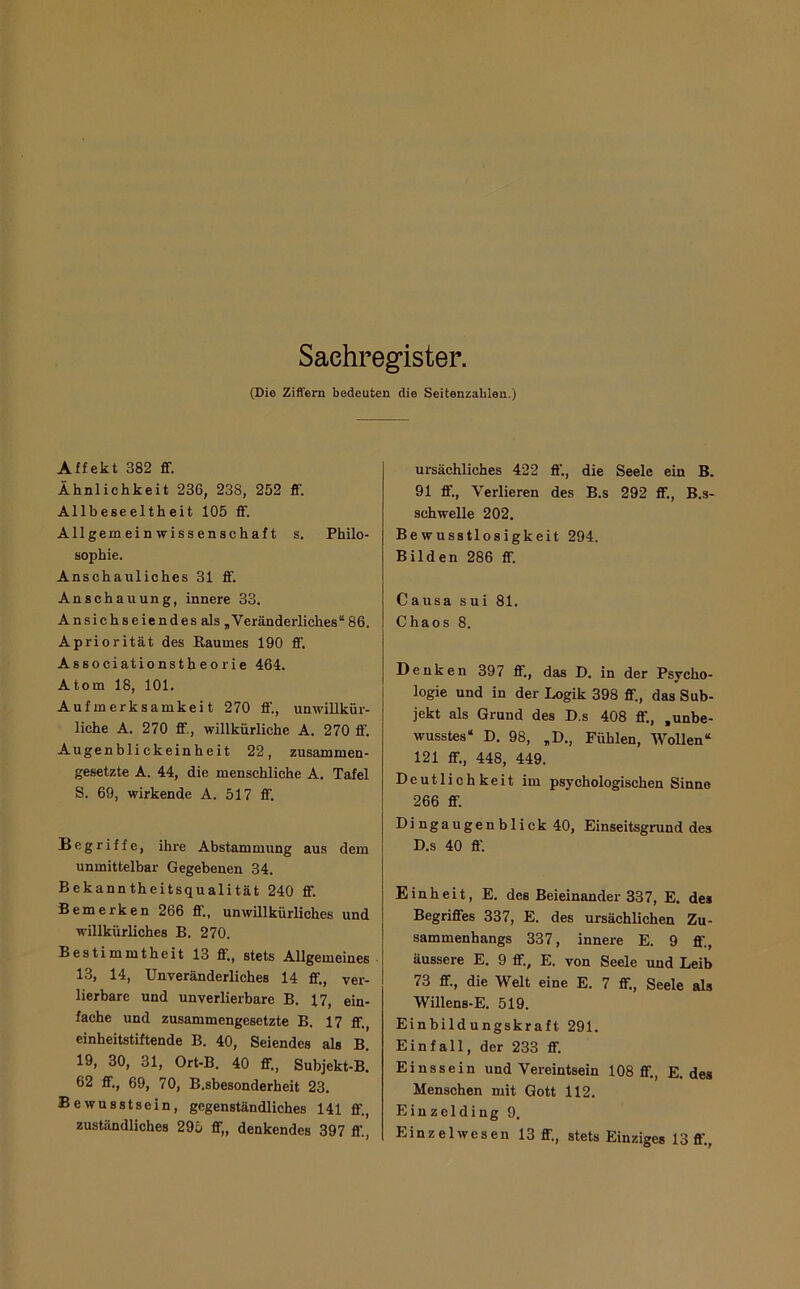 Sachregister.
(Die Ziffern bedeuten die Seitenzahlen.)
Affekt 382 ff.
Ähnlichkeit 236, 238, 252 ff.
Allbeseeltheit 105 ff.
Allgemeinwissenschaft s. Philo-
sophie.
Anschauliches 31 ff.
Anschauung, innere 33.
Ansichseiendes als „Veränderliches“ 86.
Apriorität des Raumes 190 ff.
Associationstheorie 464.
Atom 18, 101.
Aufmerksamkeit 270 ff., unwillkür-
liche A. 270 ff., willkürliche A. 270 ff.
Augenblickeinheit 22, zusammen-
gesetzte A. 44, die menschliche A. Tafel
S. 69, wirkende A. 517 ff.
Begriffe, ihre Abstammung aus dem
unmittelbar Gegebenen 34.
Bekanntheitsqualität 240 ff.
Bemerken 266 ff., unwillkürliches und
willkürliches B. 270.
Bestimmtheit 13 ff., stets Allgemeines
13, 14, Unveränderliches 14 ff., ver-
lierbare und unverlierbare B. 17, ein-
fache und zusammengesetzte B. 17 ff.,
einheitstiftende B. 40, Seiendes als B.
19, 30, 31, Ort-B. 40 ff., Subjekt-B.
62 ff., 69, 70, B.sbesonderheit 23.
Bewusstsein, gegenständliches 141 ff.,
zuständliches 295 ff,, denkendes 397 ff.,
ursächliches 422 ff., die Seele ein B.
91 ff., Verlieren des B.s 292 ff., B.s-
schwelle 202.
Bewusstlosigkeit 294.
Bilden 286 ff.
Causa sui 81.
Chaos 8.
Denken 397 ff., das D. in der Psycho-
logie und in der Logik 398 ff., das Sub-
jekt als Grund des D.s 408 ff., „unbe-
wusstes“ D. 98, „D., Fühlen, Wollen“
121 ff., 448, 449.
Deutlichkeit im psychologischen Sinne
266 ff.
Dingaugenblick 40, Einseitsgrund des
D.s 40 ff.
Einheit, E. des Beieinander 337, E. des
Begriffes 337, E. des ursächlichen Zu-
sammenhangs 337, innere E. 9 ff.,
äussere E. 9 ff., E. von Seele und Leib
73 ff., die Welt eine E. 7 ff., Seele als
Willens-E. 519.
Einbildungskraft 291.
Einfall, der 233 ff.
Einssein und Vereintsein 108 ff., E. des
Menschen mit Gott 112.
Einzelding 9.
Einzelwesen 13 ff., stets Einziges 13 ff.,